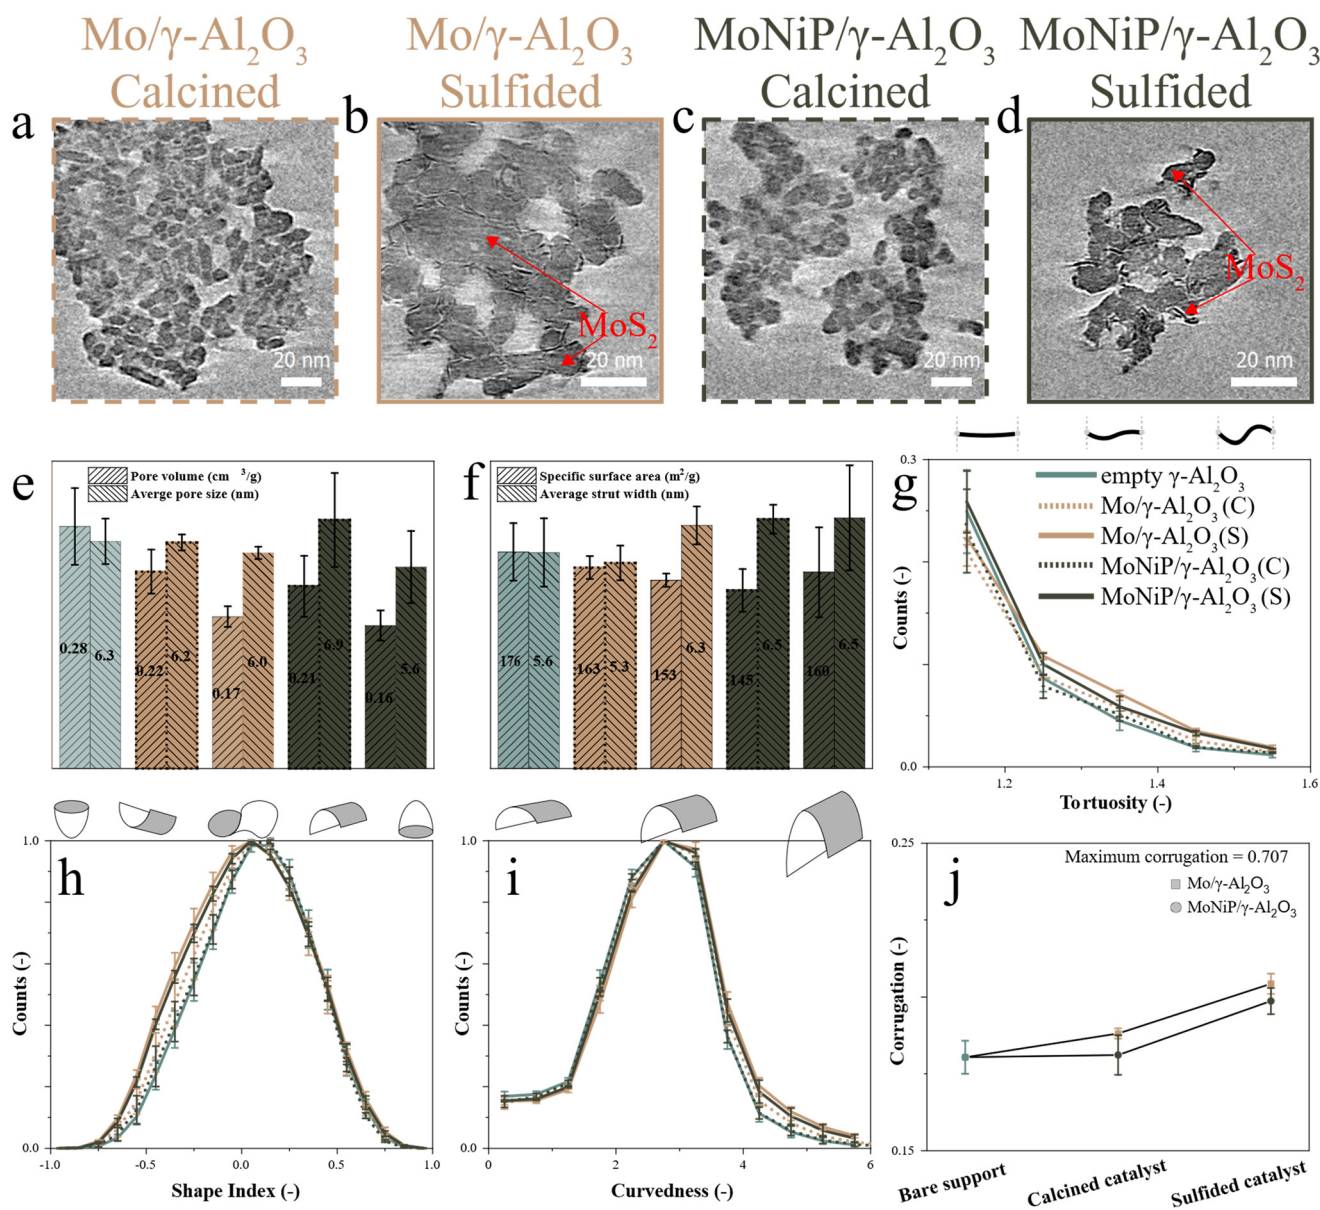 Mo/γ-Al₂O₃
Calcined
Mo/γ-Al₂O₃
Sulfided
MoNiP/γ-Al₂O₃
Calcined
MoNiP/γ-Al₂O₃
Sulfided
a
20 nm
b
MoS₂
20 nm
c
20 nm
d
MoS₂
20 nm
e
Pore volume (cm ³/g)
Averge pore size (nm)
0.28
6.3
0.22
6.2
0.17
6.0
0.21
6.9
0.16
5.6
f
Specific surface area (m²/g)
Average strut width (nm)
176
5.6
163
5.3
153
6.3
145
6.5
160
6.5
g
empty γ-Al₂O₃
Mo/γ-Al₂O₃ (C)
Mo/γ-Al₂O₃(S)
MoNiP/γ-Al₂O₃(C)
MoNiP/γ-Al₂O₃ (S)
0.3
0.0
Counts (-)
1.2
1.4
1.6
Tortuosity (-)
h
1.0
0.0
Counts (-)
-1.0
-0.5
0.0
0.5
1.0
Shape Index (-)
i
1.0
0.0
Counts (-)
0
2
4
6
Curvedness (-)
j
Maximum corrugation = 0.707
Mo/γ-Al₂O₃
MoNiP/γ-Al₂O₃
0.25
0.15
Corrugation (-)
Bare support
Calcined catalyst
Sulfided catalyst